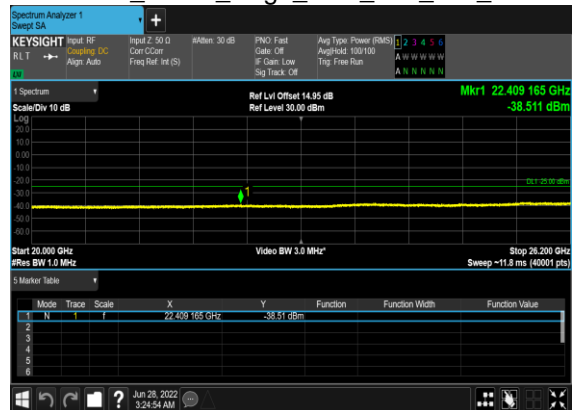 Spectrum Analyzer 1
Swept SA
+
KEYSIGHT Input: RF Input Z: 50 Ω #Atten: 30 dB PNO: Fast Avg Type: Power (RMS) 1 2 3 4 5 6
RLT Coupling: DC Corr CCorr Gate: Off Avg|Hold: 100/100 A W W W W W
Align: Auto Freq Ref: Int (S) IF Gain: Low Trig: Free Run
Sig Track: Off A N N N N N
1 Spectrum Ref Lvl Offset 14.95 dB Mkr1 22.409 165 GHz
Scale/Div 10 dB Ref Level 30.00 dBm -38.511 dBm
Log
20.0
10.0
0.00
-10.0
-20.0 DL1 -25.00 dBm
-30.0 1
-40.0
-50.0
-60.0
Start 20.000 GHz Video BW 3.0 MHz* Stop 26.200 GHz
#Res BW 1.0 MHz Sweep ~11.8 ms (40001 pts)
5 Marker Table
Mode Trace Scale X Y Function Function Width Function Value
1 N 1 f 22.409 165 GHz -38.51 dBm
2
3
4
5
6
? Jun 28, 2022
3:24:54 AM